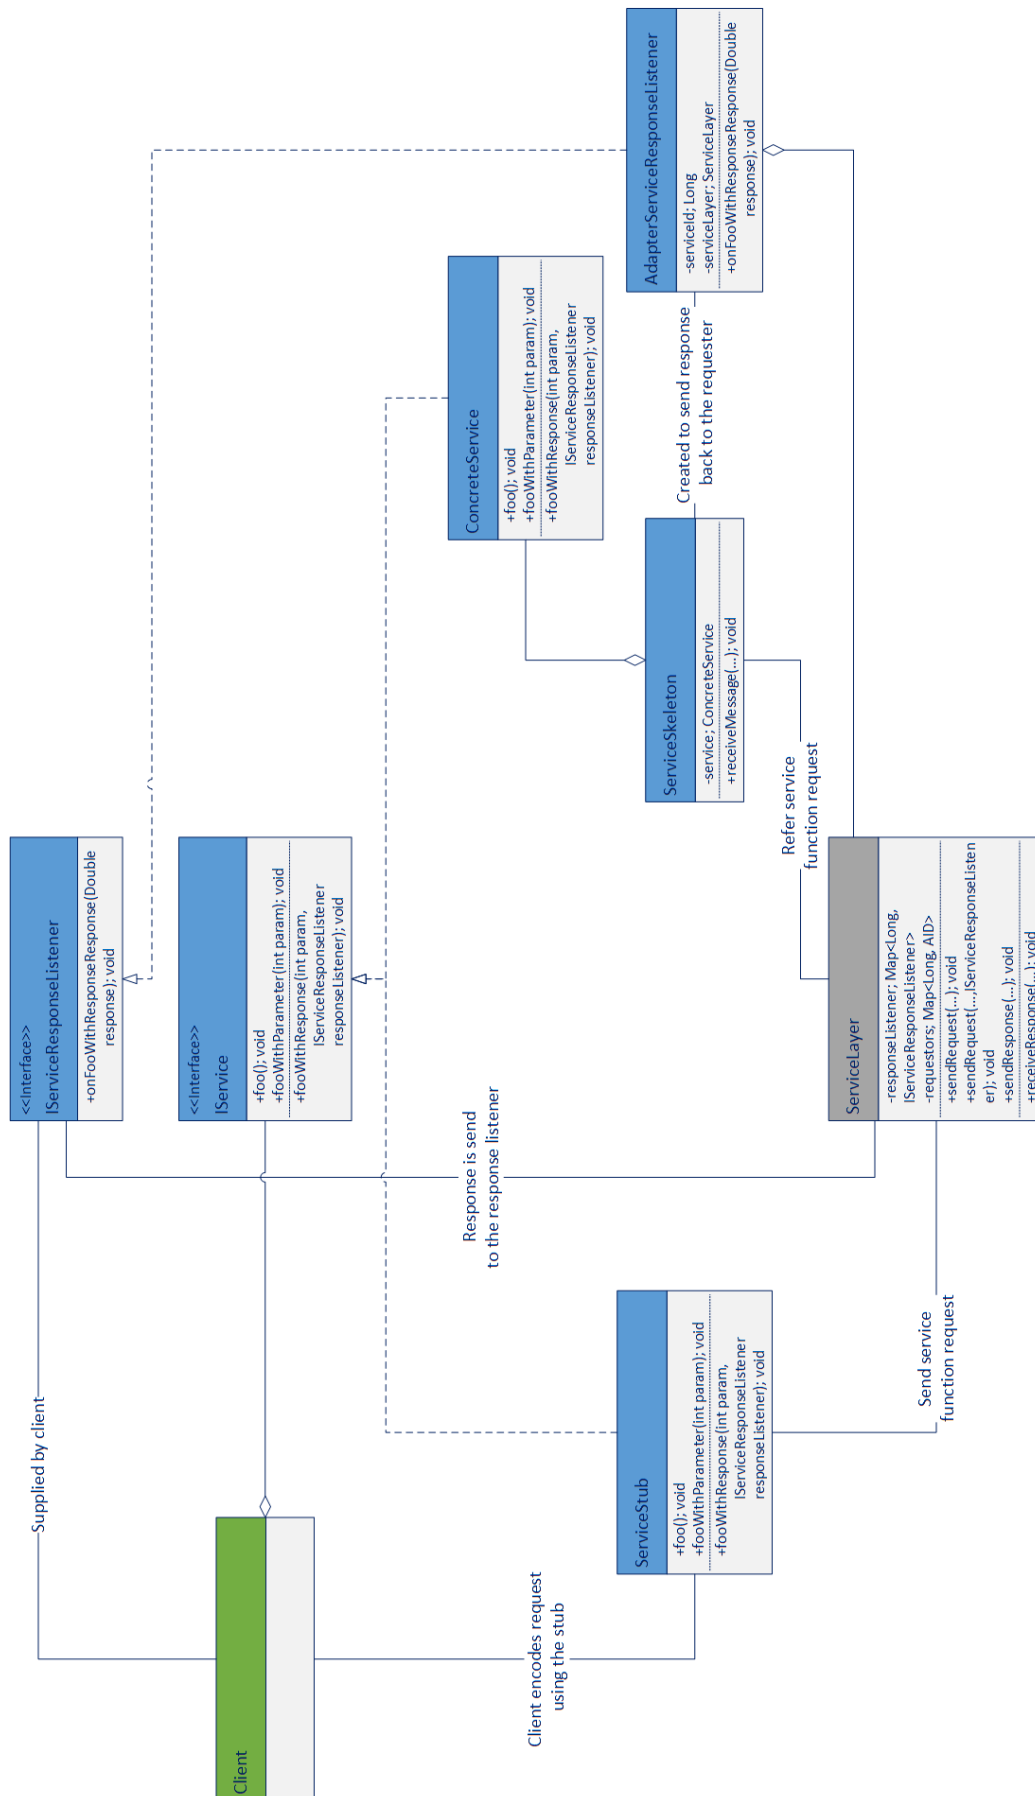 <<Interface>>
IServiceResponseListener
+onFooWithResponseResponse(Double
response); void
<<Interface>>
IService
+foo(); void
+fooWithParameter(int param); void
+fooWithResponse(int param,
IServiceResponseListener
responseListener); void
Supplied by client
Client
Client encodes request
using the stub
Response is send
to the response listener
ConcreteService
+foo(); void
+fooWithParameter(int param); void
+fooWithResponse(int param,
IServiceResponseListener
responseListener); void
AdapterServiceResponseListener
-serviceId; Long
-serviceLayer; ServiceLayer
+onFooWithResponseResponse(Double
response); void
Created to send response
back to the requester
ServiceSkeleton
-service; ConcreteService
+receiveMessage(...); void
Refer service
function request
ServiceStub
+foo(); void
+fooWithParameter(int param); void
+fooWithResponse(int param,
IServiceResponseListener
responseListener); void
Send service
function request
ServiceLayer
-responseListener; Map<Long,
IServiceResponseListener>
-requestors; Map<Long, AID>
+sendRequest(...); void
+sendRequest(...,IServiceResponseListen
er); void
+sendResponse(...); void
+receiveResponse(...); void